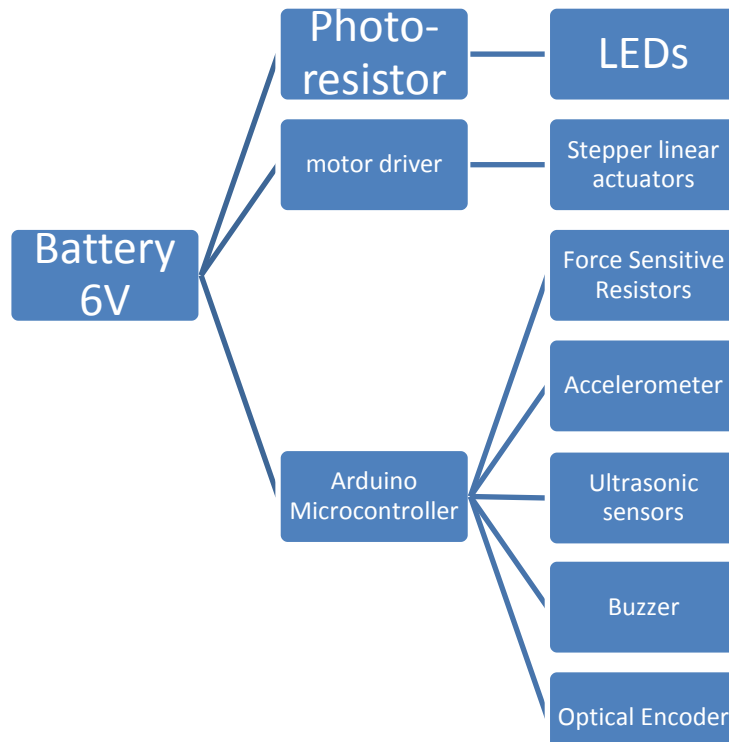 Photo-
resistor
LEDs
motor driver
Stepper linear
actuators
Battery
6V
Force Sensitive
Resistors
Accelerometer
Arduino
Microcontroller
Ultrasonic
sensors
Buzzer
Optical Encoder